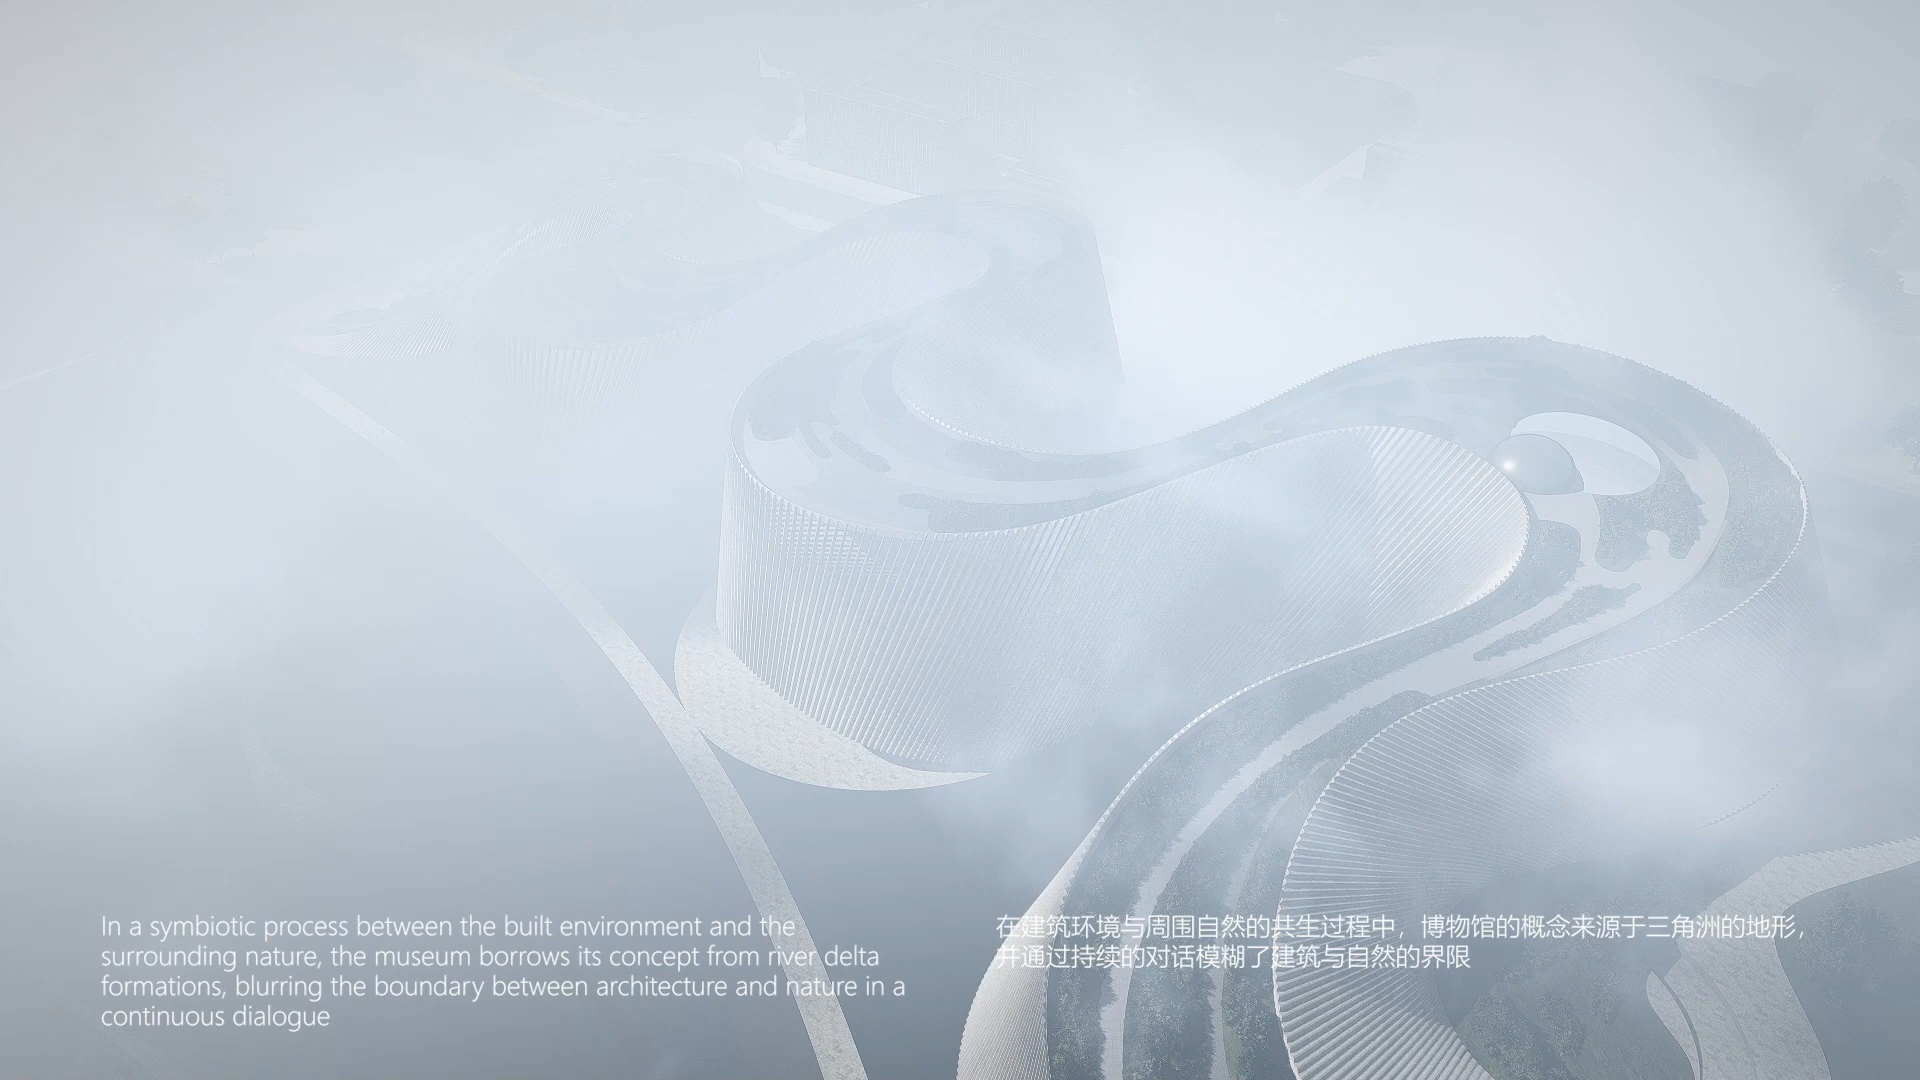 In a symbiotic process between the built environment and the
surrounding nature, the museum borrows its concept from river delta
formations, blurring the boundary between architecture and nature in a
continuous dialogue
在建筑环境与周围自然的共生过程中，博物馆的概念来源于三角洲的地形，
并通过持续的对话模糊了建筑与自然的界限